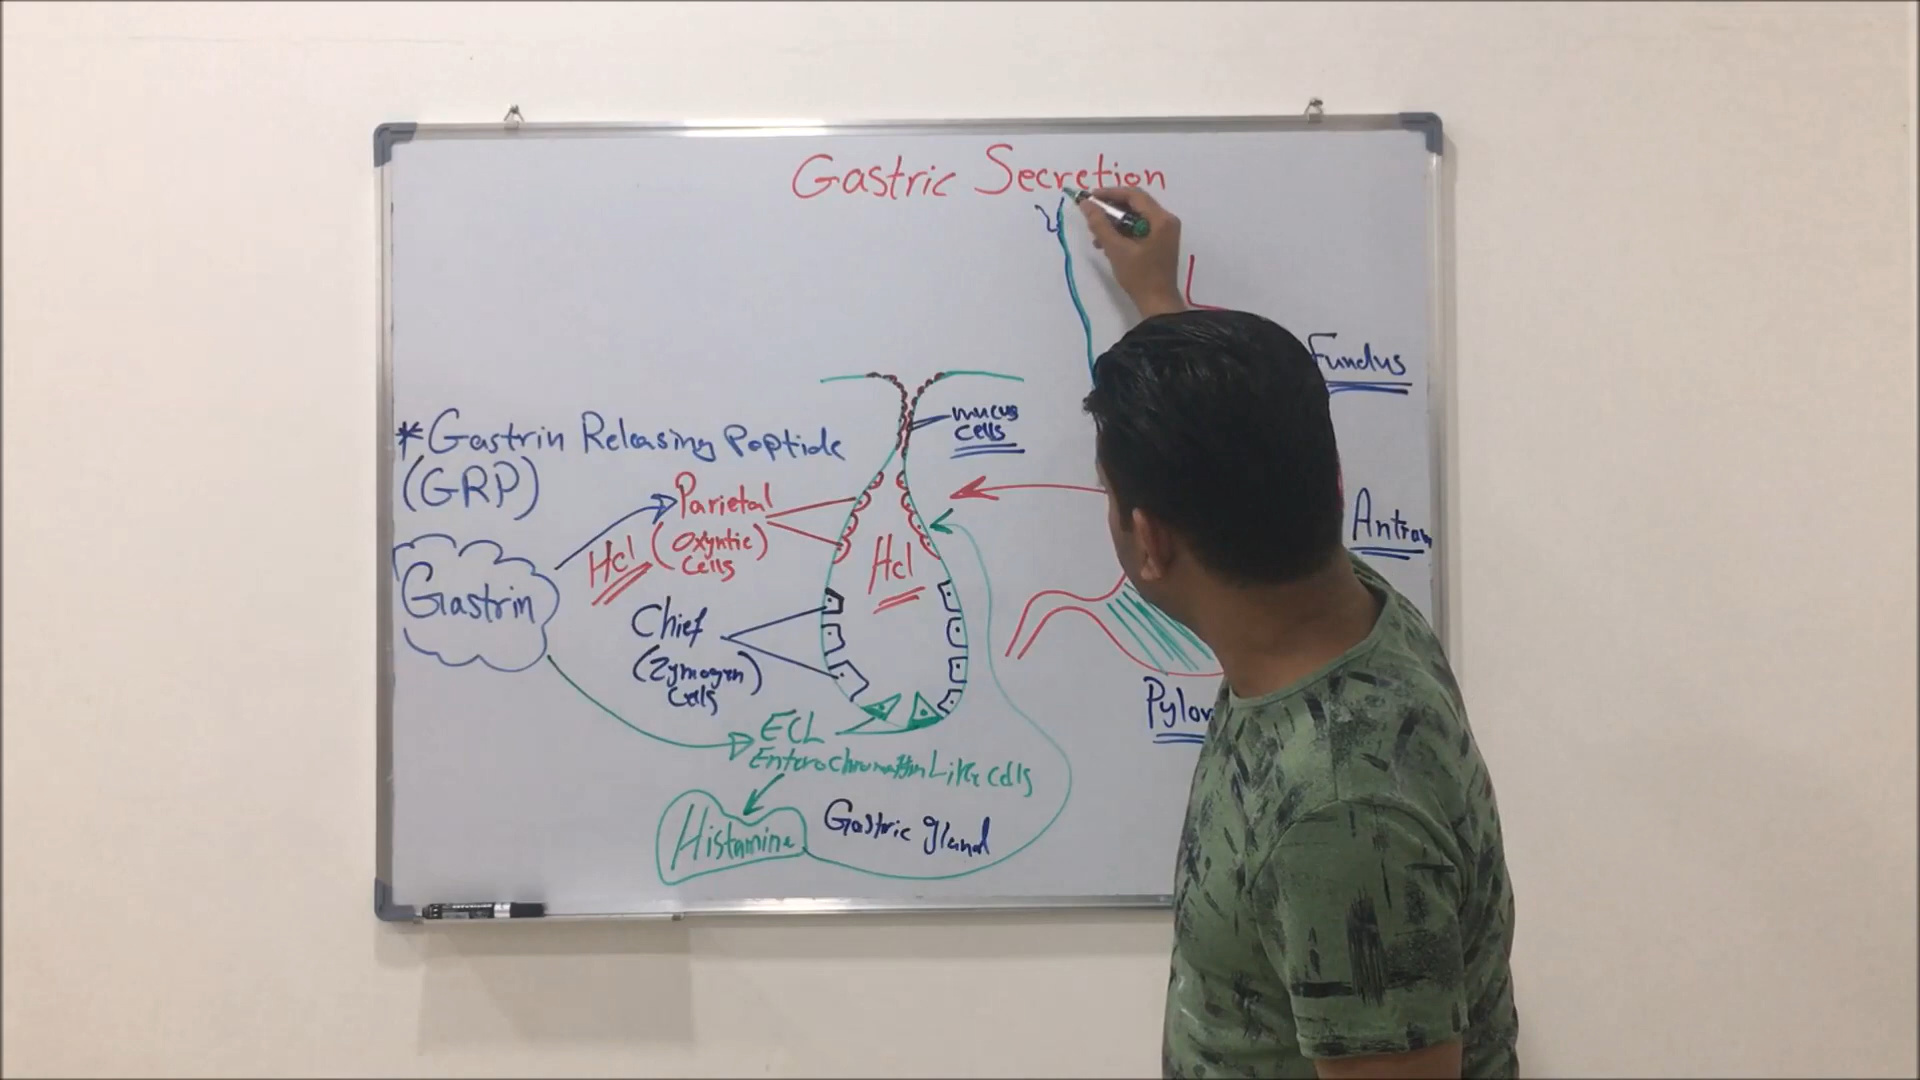 Gastric Secretion
Fundus
mucus
cells
*Gastrin Releasing Peptide
(GRP)
Parietal
(Oxyntic)
cells
Hcl
Hcl
Antrum
Gastrin
Chief
(Zymogen)
Cells
Pylor
ECL
Enterochromaffin Like cells
Histamine
Gastric gland